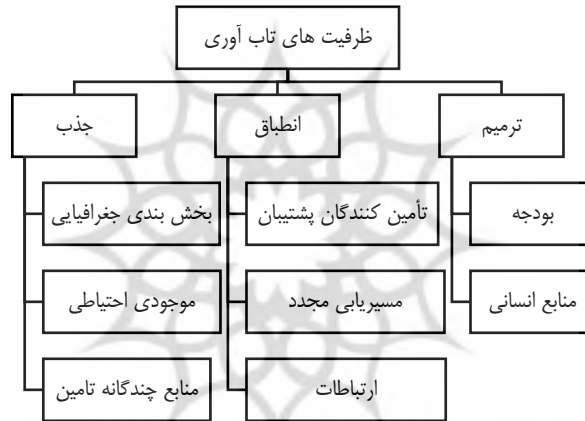 ظرفیت های تاب آوری
ترمیم
انطباق
جذب
بودجه
تأمین کنندگان پشتیبان
بخش بندی جغرافیایی
منابع انسانی
مسیریابی مجدد
موجودی احتیاطی
ارتباطات
منابع چندگانه تامین